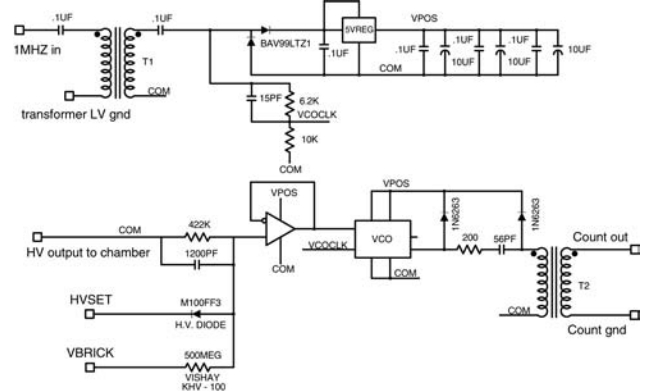 .1UF
.1UF
1MHZ in
T1
BAV99LTZ1
.1UF
5VREG
VPOS
.1UF
.1UF
.1UF
10UF
10UF
10UF
COM
COM
transformer LV gnd
15PF
6.2K
VCOCLK
10K
COM
VPOS
VPOS
1N6263
1N6263
COM
422K
HV output to chamber
1200PF
COM
VCOCLK
VCO
COM
200
56PF
Count out
T2
COM
Count gnd
HVSET
M100FF3
H.V. DIODE
VBRICK
500MEG
VISHAY
KHV - 100